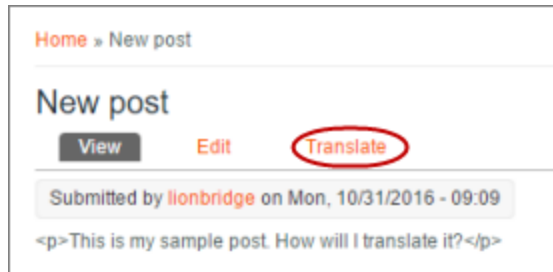 Home » New post
New post
View Edit Translate
Submitted by lionbridge on Mon, 10/31/2016 - 09:09
<p>This is my sample post. How will I translate it?</p>